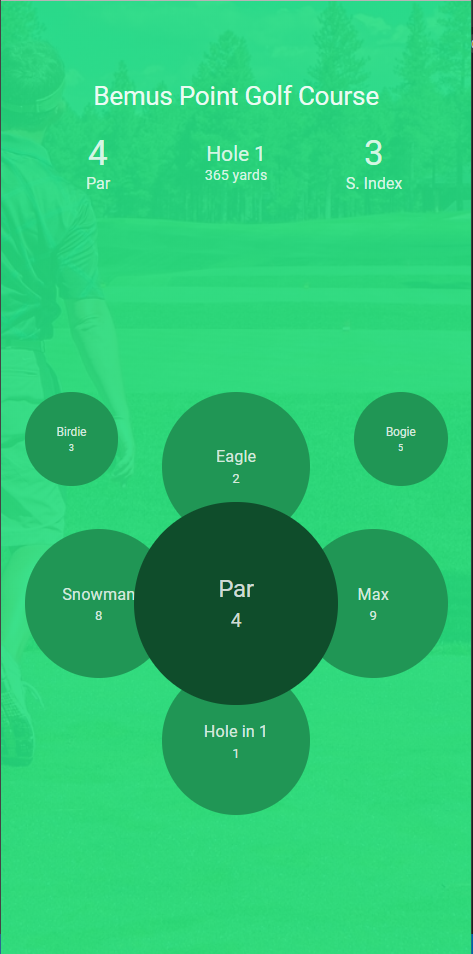 Bemus Point Golf Course
4
Par
Hole 1
365 yards
3
S. Index
Birdie
3
Eagle
2
Bogie
5
Snowman
8
Par
4
Max
9
Hole in 1
1